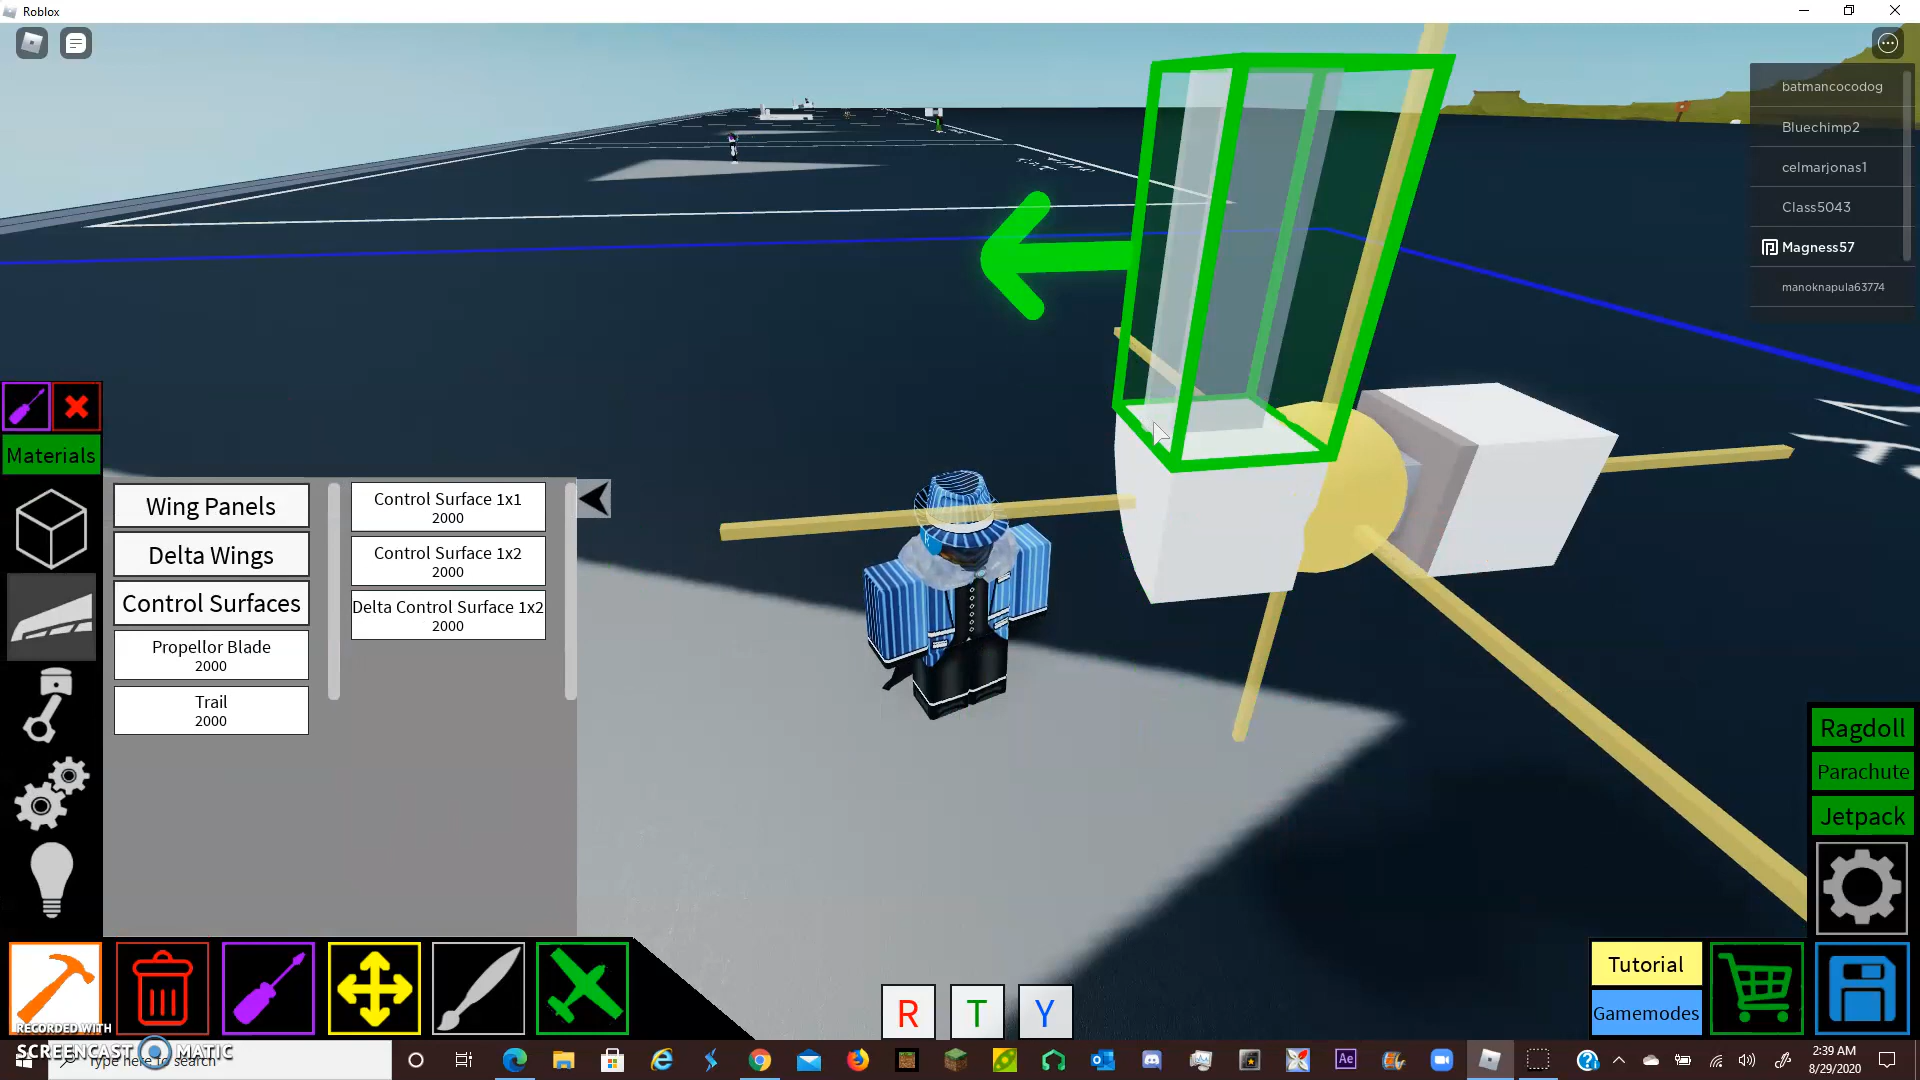 Roblox
batmancocodog
Bluechimp2
celmarjonas1
Class5043
Magness57
manoknapula63774
Materials
Wing Panels
Delta Wings
Control Surfaces
Propellor Blade
2000
Trail
2000
Control Surface 1x1
2000
Control Surface 1x2
2000
Delta Control Surface 1x2
2000
Ragdoll
Parachute
Jetpack
Tutorial
Gamemodes
R
T
Y
RECORDED WITH
SCREENCAST MATIC
Type here to search
Ae
2:39 AM
8/29/2020